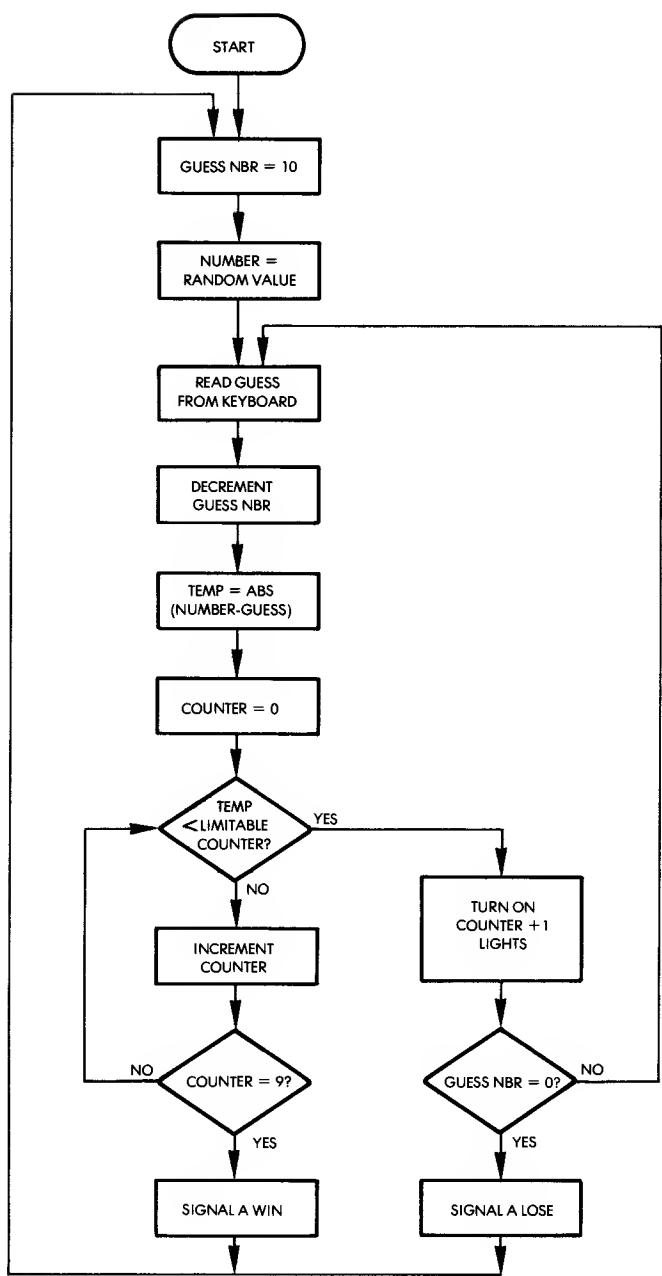 START
GUESS NBR = 10
NUMBER =
RANDOM VALUE
READ GUESS
FROM KEYBOARD
DECREMENT
GUESS NBR
TEMP = ABS
(NUMBER-GUESS)
COUNTER = 0
TEMP
< LIMITABLE
COUNTER?
YES
NO
TURN ON
COUNTER +1
LIGHTS
INCREMENT
COUNTER
COUNTER = 9?
NO
YES
GUESS NBR = 0?
NO
YES
SIGNAL A WIN
SIGNAL A LOSE